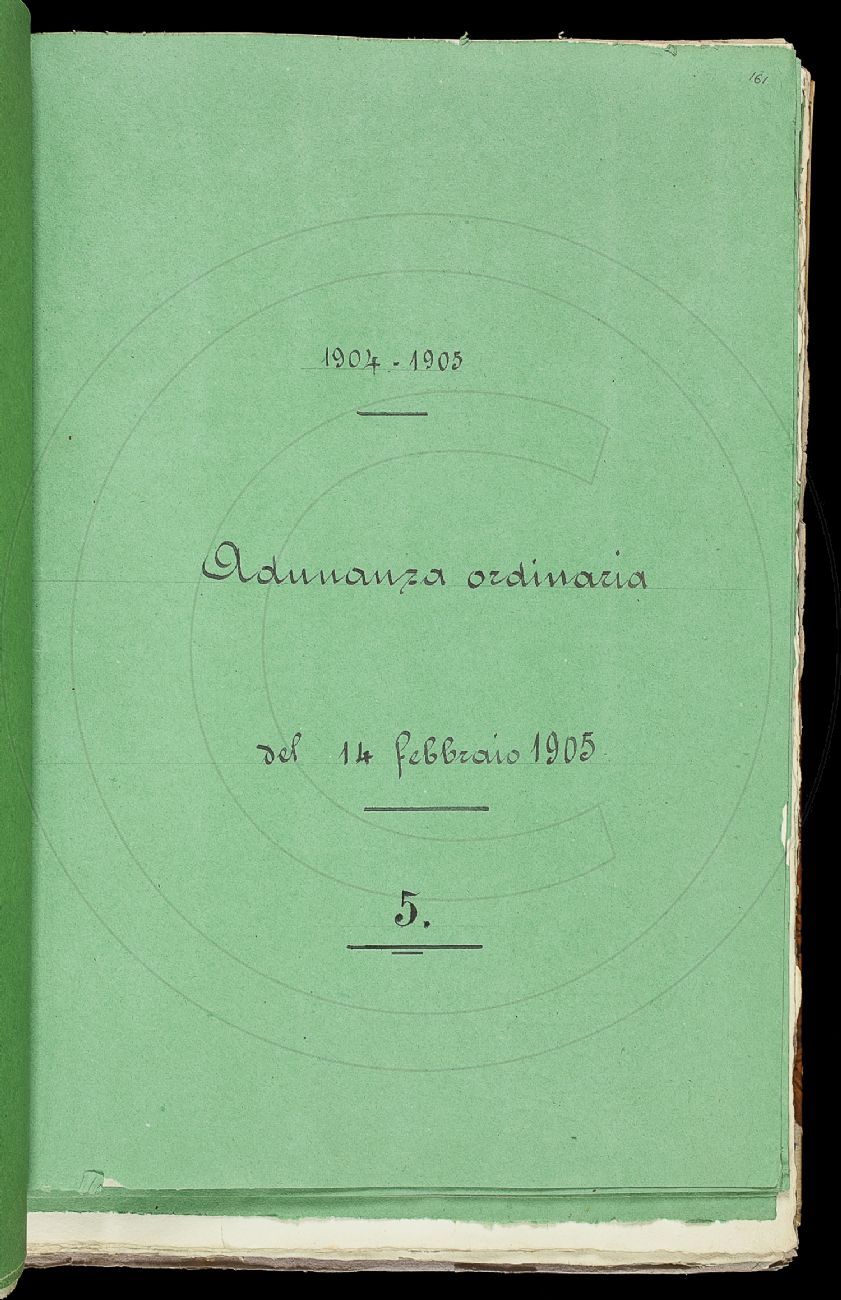 161
1904 - 1905
Adunanza ordinaria
del 14 febbraio 1905
5.